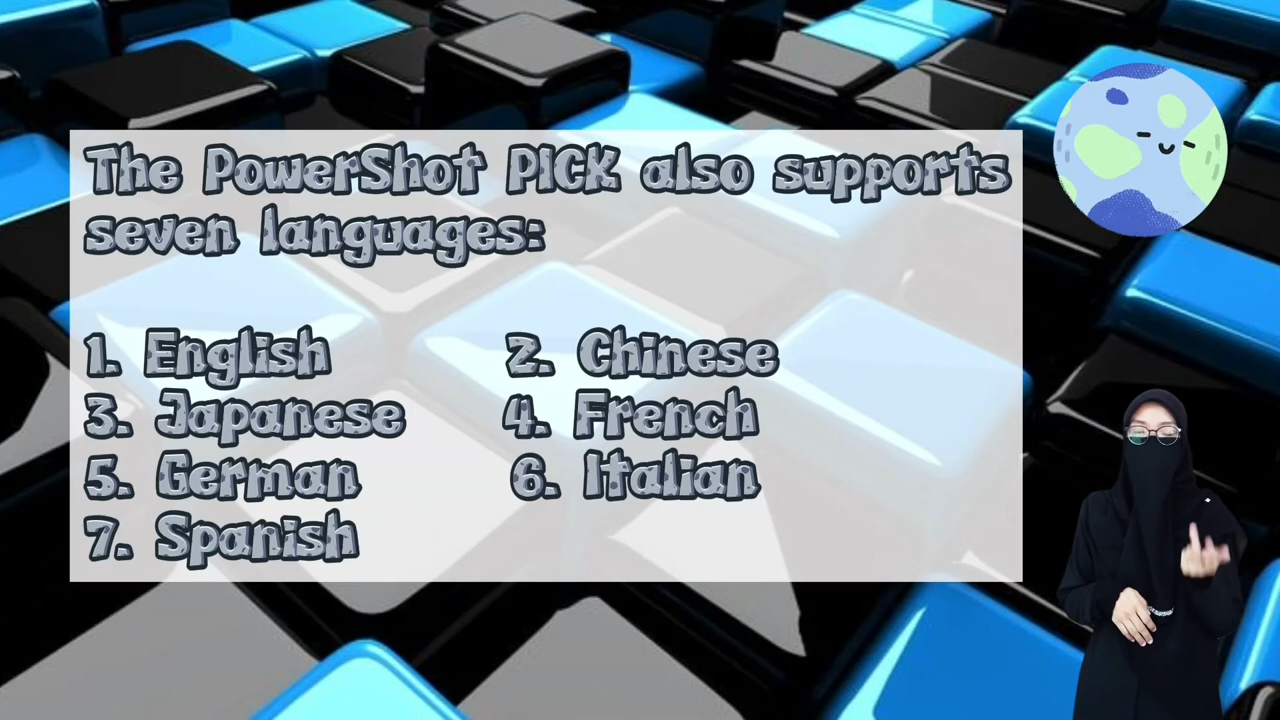 The PowerShot PICK also supports
seven languages:
1. English 2. Chinese
3. Japanese 4. French
5. German 6. Italian
7. Spanish